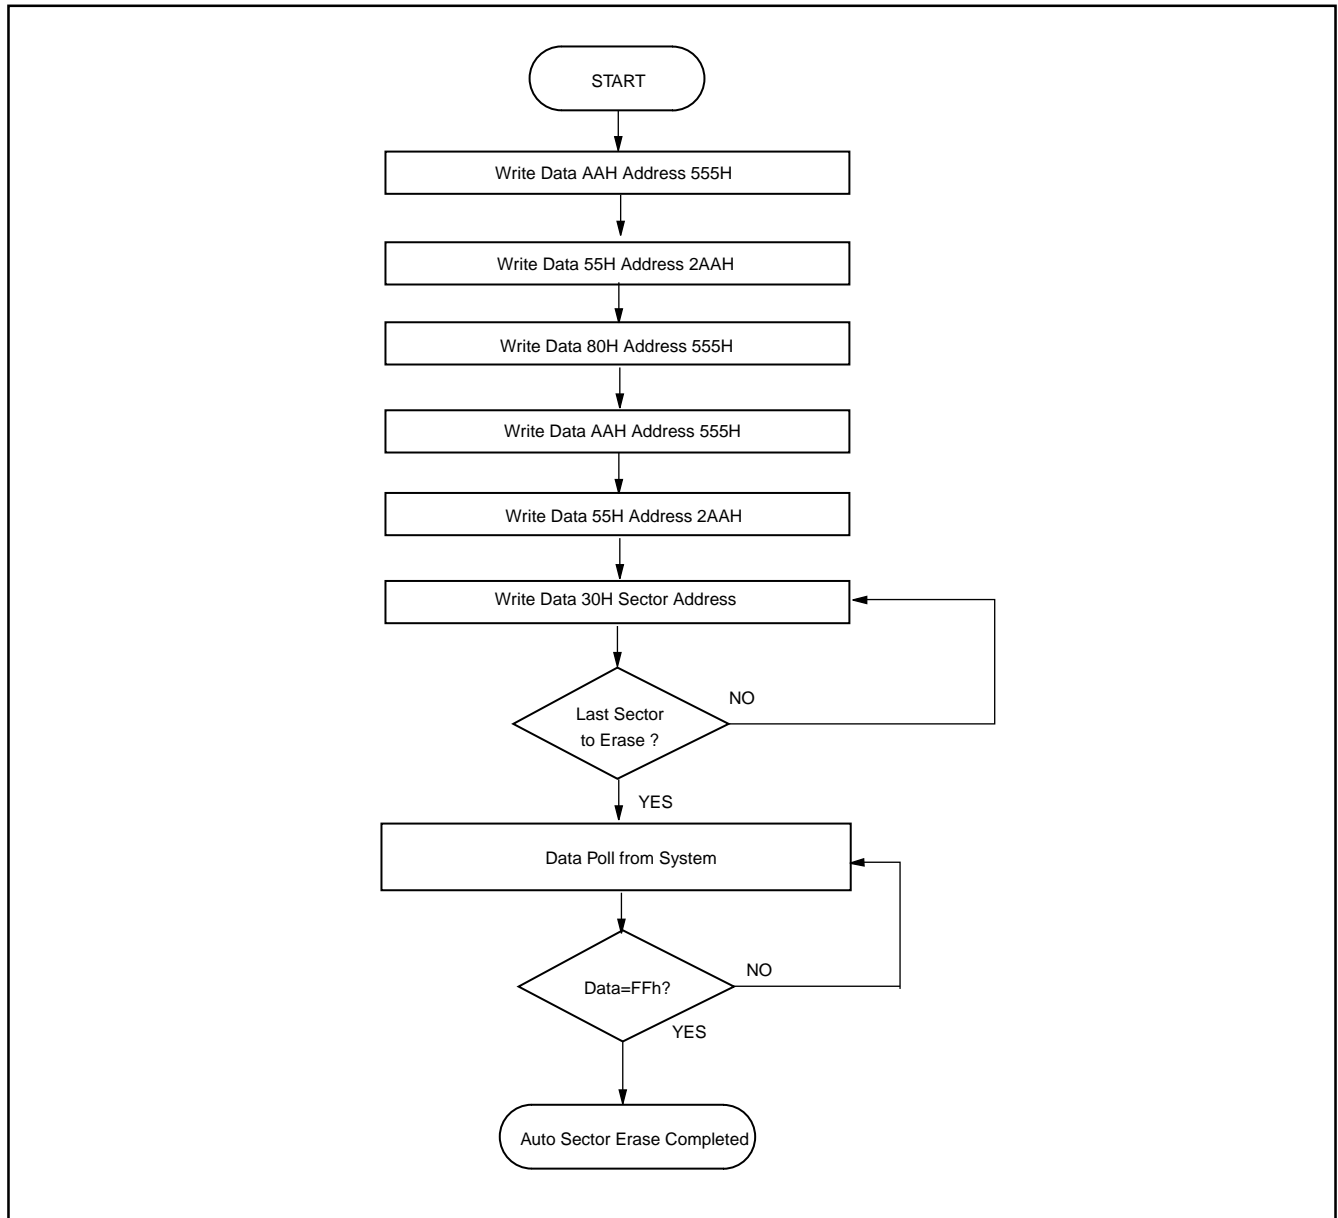 START
Write Data AAH Address 555H
Write Data 55H Address 2AAH
Write Data 80H Address 555H
Write Data AAH Address 555H
Write Data 55H Address 2AAH
Write Data 30H Sector Address
NO
Last Sector
to Erase ?
YES
Data Poll from System
NO
Data=FFh?
YES
Auto Sector Erase Completed